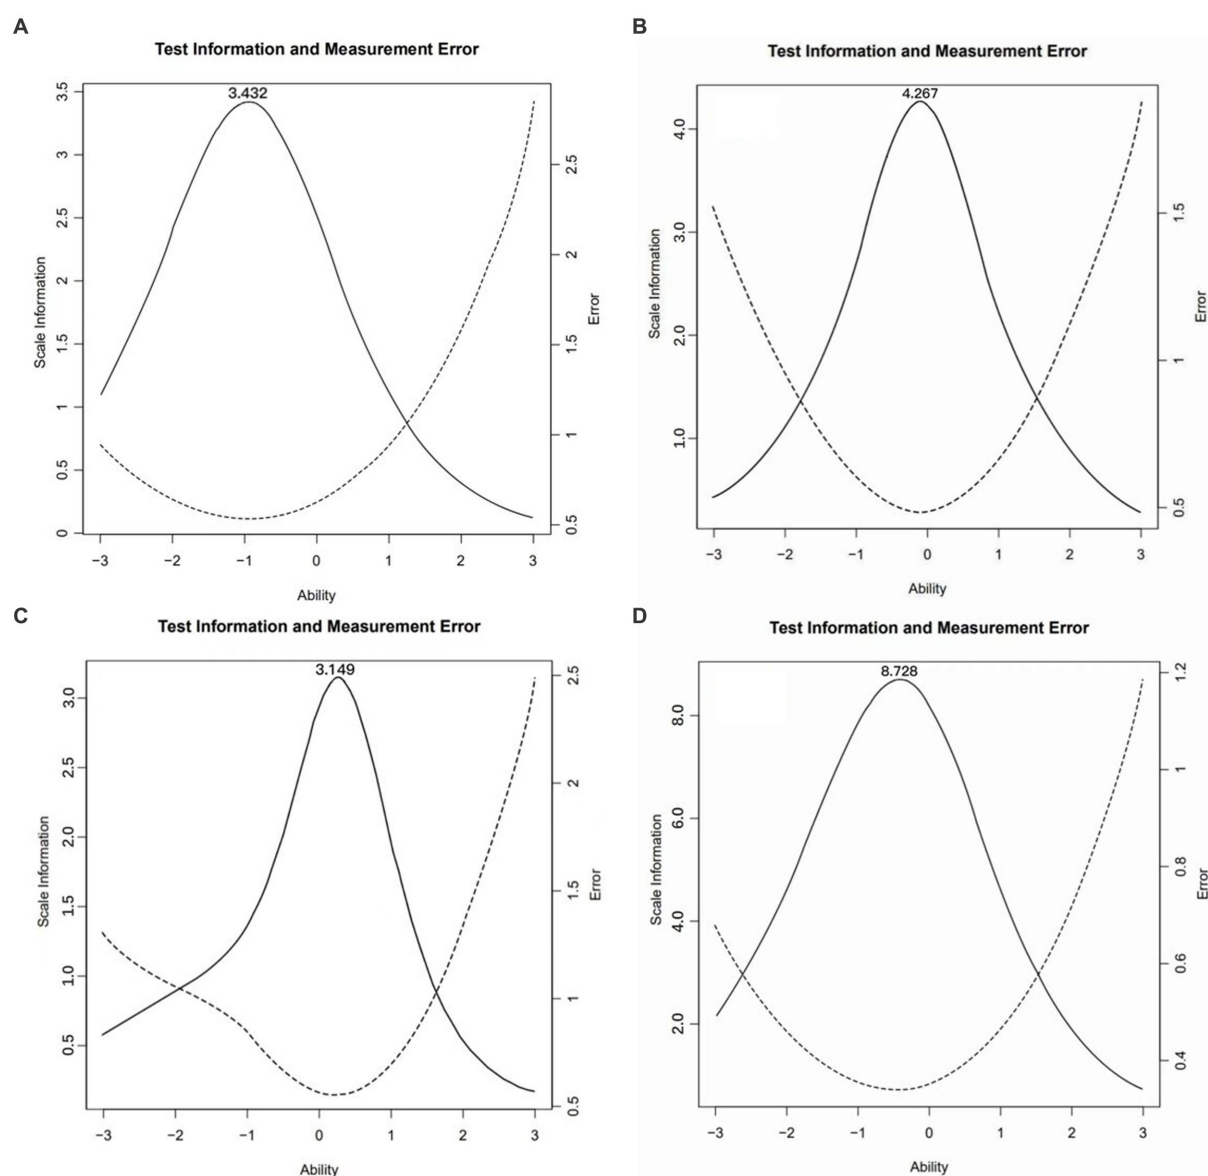 A
Test Information and Measurement Error
3.432
Scale Information
0 0.5 1 1.5 2 2.5 3 3.5
0.5 1 1.5 2 2.5
Error
−3 −2 −1 0 1 2 3
Ability
B
Test Information and Measurement Error
4.267
Scale Information
1.0 2.0 3.0 4.0
0.5 1 1.5
Error
−3 −2 −1 0 1 2 3
Ability
C
Test Information and Measurement Error
3.149
Scale Information
0.5 1.0 1.5 2.0 2.5 3.0
0.5 1 1.5 2 2.5
Error
−3 −2 −1 0 1 2 3
Ability
D
Test Information and Measurement Error
8.728
Scale Information
2.0 4.0 6.0 8.0
0.4 0.6 0.8 1 1.2
Error
−3 −2 −1 0 1 2 3
Ability